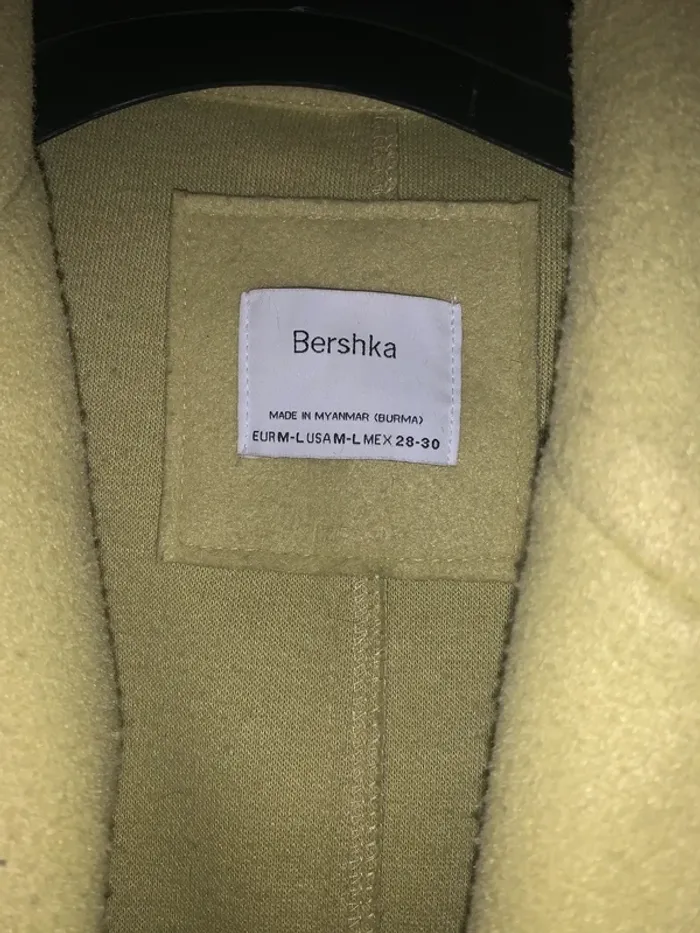 Bershka
MADE IN MYANMAR (BURMA)
EUR M-L USA M-L MEX 28-30